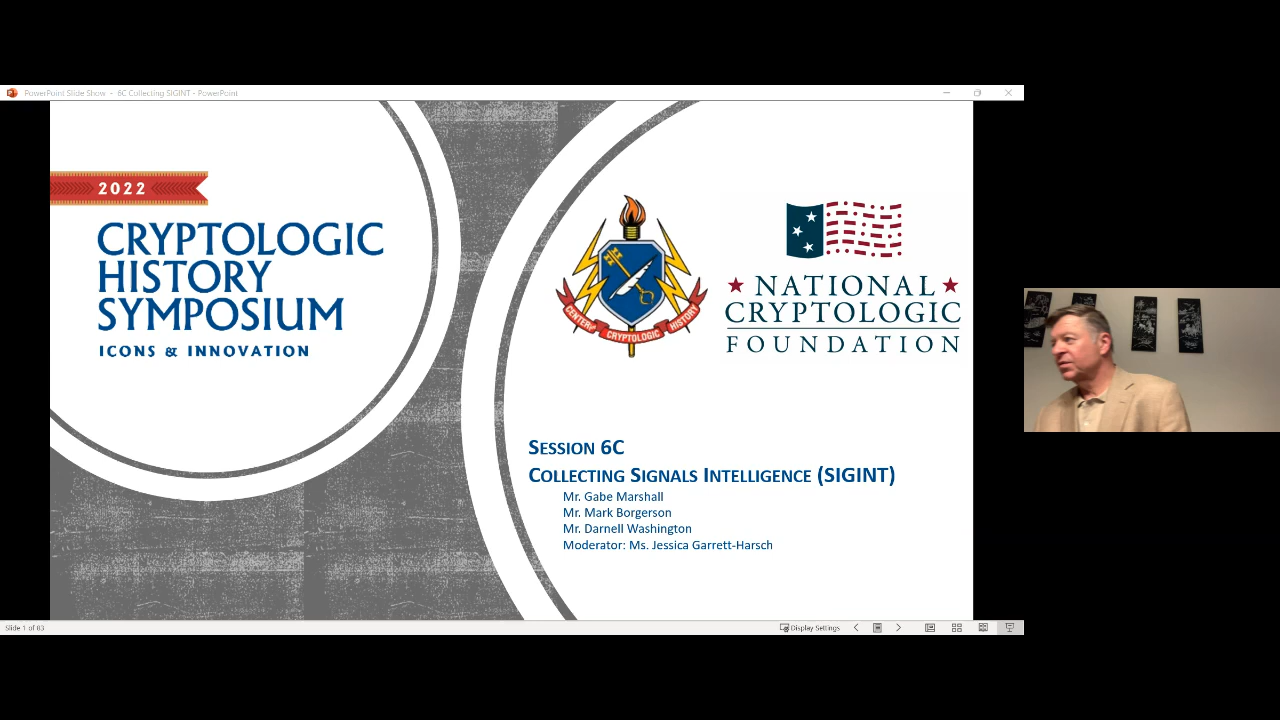 PowerPoint Slide Show - 6C Collecting SIGINT - PowerPoint
2022
CRYPTOLOGIC
HISTORY
SYMPOSIUM
ICONS & INNOVATION
CENTER CRYPTOLOGIC HISTORY
NATIONAL
CRYPTOLOGIC
FOUNDATION
SESSION 6C
COLLECTING SIGNALS INTELLIGENCE (SIGINT)
Mr. Gabe Marshall
Mr. Mark Borgerson
Mr. Darnell Washington
Moderator: Ms. Jessica Garrett-Harsch
Slide 1 of 83
Display Settings